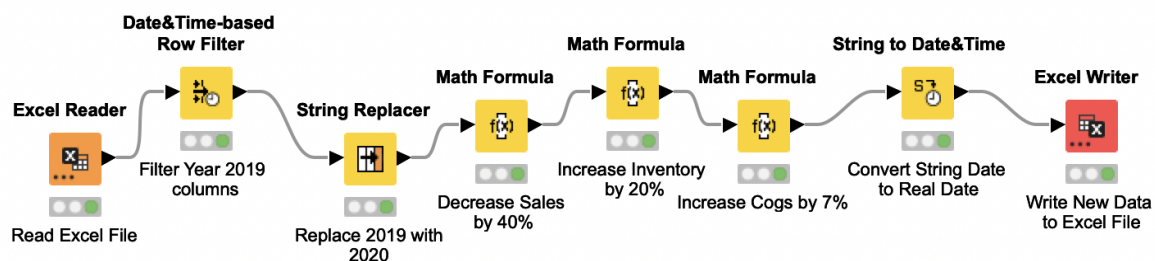 Excel Reader
Read Excel File
Date&Time-based
Row Filter
Filter Year 2019
columns
String Replacer
Replace 2019 with
2020
Math Formula
f(x)
Decrease Sales
by 40%
Math Formula
f(x)
Increase Inventory
by 20%
Math Formula
f(x)
Increase Cogs by 7%
String to Date&Time
S
Convert String Date
to Real Date
Excel Writer
Write New Data
to Excel File